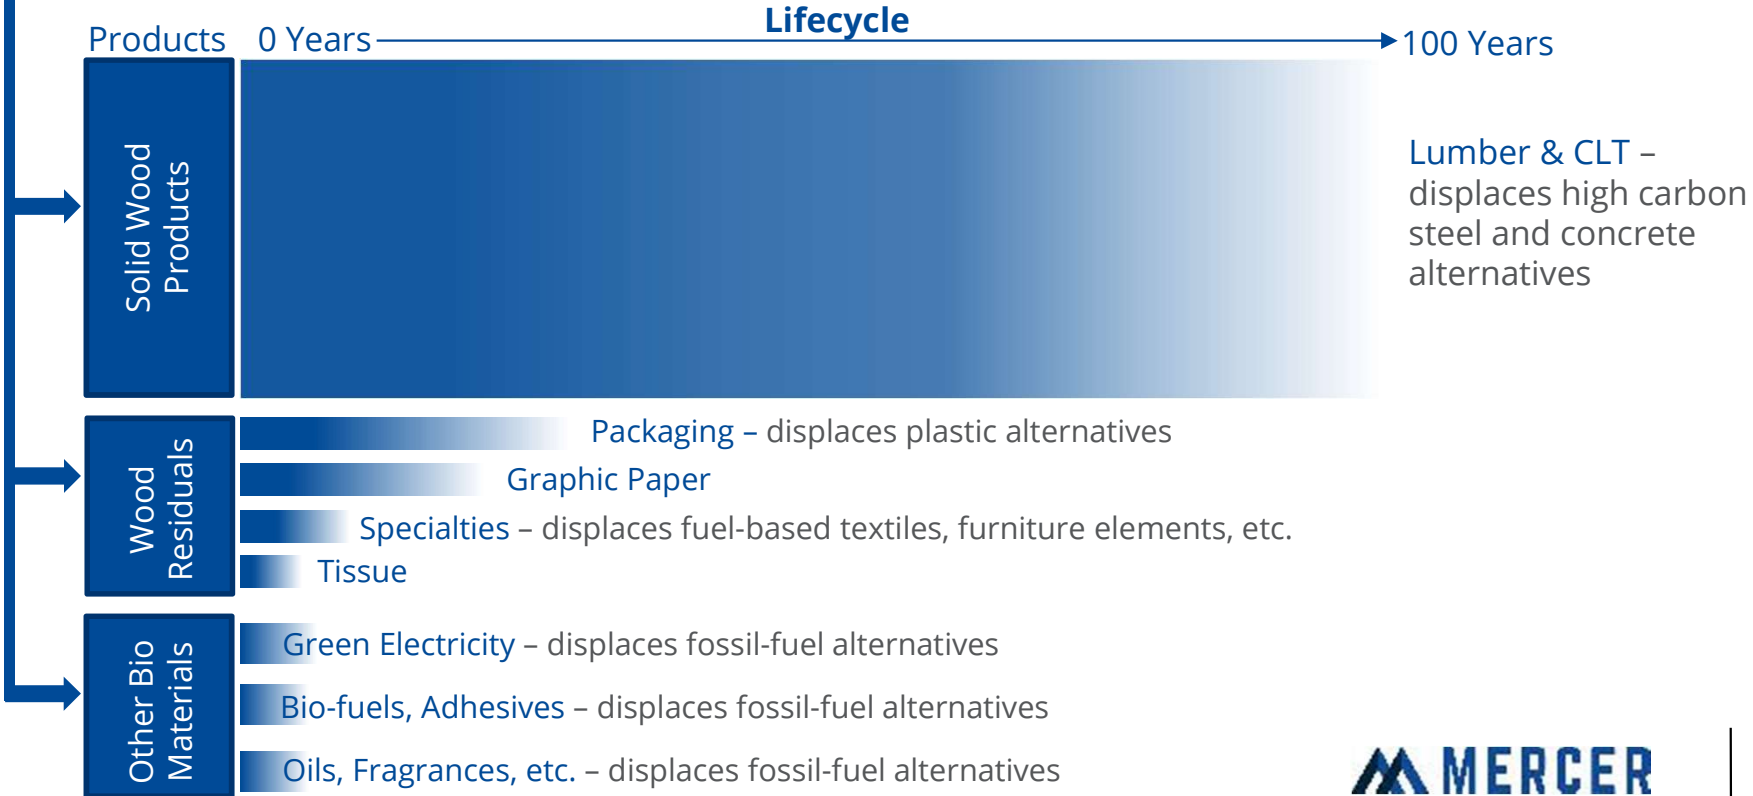 Lifecycle
Products 0 Years 100 Years
Solid Wood
Products
Lumber & CLT –
displaces high carbon
steel and concrete
alternatives
Wood
Residuals
Packaging – displaces plastic alternatives
Graphic Paper
Specialties – displaces fuel-based textiles, furniture elements, etc.
Tissue
Other Bio
Materials
Green Electricity – displaces fossil-fuel alternatives
Bio-fuels, Adhesives – displaces fossil-fuel alternatives
Oils, Fragrances, etc. – displaces fossil-fuel alternatives
MERCER